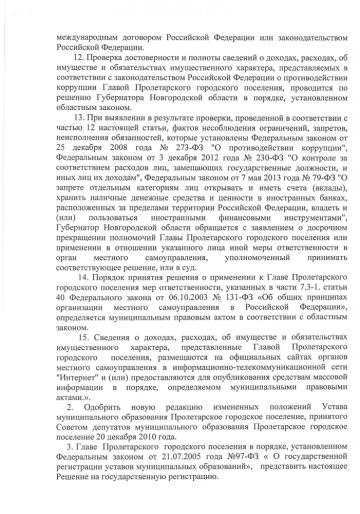 международным договором Российской Федерации или законодательством
Российской Федерации.
12. Проверка достоверности и полноты сведений о доходах, расходах, об
имуществе и обязательствах имущественного характера, представляемых в
соответствии с законодательством Российской Федерации о противодействии
коррупции Главой Пролетарского городского поселения, проводится по
решению Губернатора Новгородской области в порядке, установленном
областным законом.
13. При выявлении в результате проверки, проведенной в соответствии с
частью 12 настоящей статьи, фактов несоблюдения ограничений, запретов,
неисполнения обязанностей, которые установлены Федеральным законом от
25 декабря 2008 года № 273-ФЗ "О противодействии коррупции",
Федеральным законом от 3 декабря 2012 года № 230-ФЗ "О контроле за
соответствием расходов лиц, замещающих государственные должности, и
иных лиц их доходам", Федеральным законом от 7 мая 2013 года № 79-ФЗ "О
запрете отдельным категориям лиц открывать и иметь счета (вклады),
хранить наличные денежные средства и ценности в иностранных банках,
расположенных за пределами территории Российской Федерации, владеть и
(или) пользоваться иностранными финансовыми инструментами",
Губернатор Новгородской области обращается с заявлением о досрочном
прекращении полномочий Главы Пролетарского городского поселения или
применении в отношении указанного лица иной меры ответственности в
орган местного самоуправления, уполномоченный принимать
соответствующее решение, или в суд.
14. Порядок принятия решения о применении к Главе Пролетарского
городского поселения мер ответственности, указанных в части 7.3-1. статьи
40 Федерального закона от 06.10.2003 № 131-ФЗ «Об общих принципах
организации местного самоуправления в Российской Федерации»,
определяется муниципальным правовым актом в соответствии с областным
законом.
15. Сведения о доходах, расходах, об имуществе и обязательствах
имущественного характера, представленные Главой Пролетарского
городского поселения, размещаются на официальных сайтах органов
местного самоуправления в информационно-телекоммуникационной сети
"Интернет" и (или) предоставляются для опубликования средствам массовой
информации в порядке, определяемом муниципальными правовыми
актами.».
2. Одобрить новую редакцию измененных положений Устава
муниципального образования Пролетарское городское поселение, принятого
Советом депутатов муниципального образования Пролетарское городское
поселение 20 декабря 2010 года.
3. Главе Пролетарского городского поселения в порядке, установленном
Федеральным законом от 21.07.2005 года №97-ФЗ « О государственной
регистрации уставов муниципальных образований», представить настоящее
Решение на государственную регистрацию.